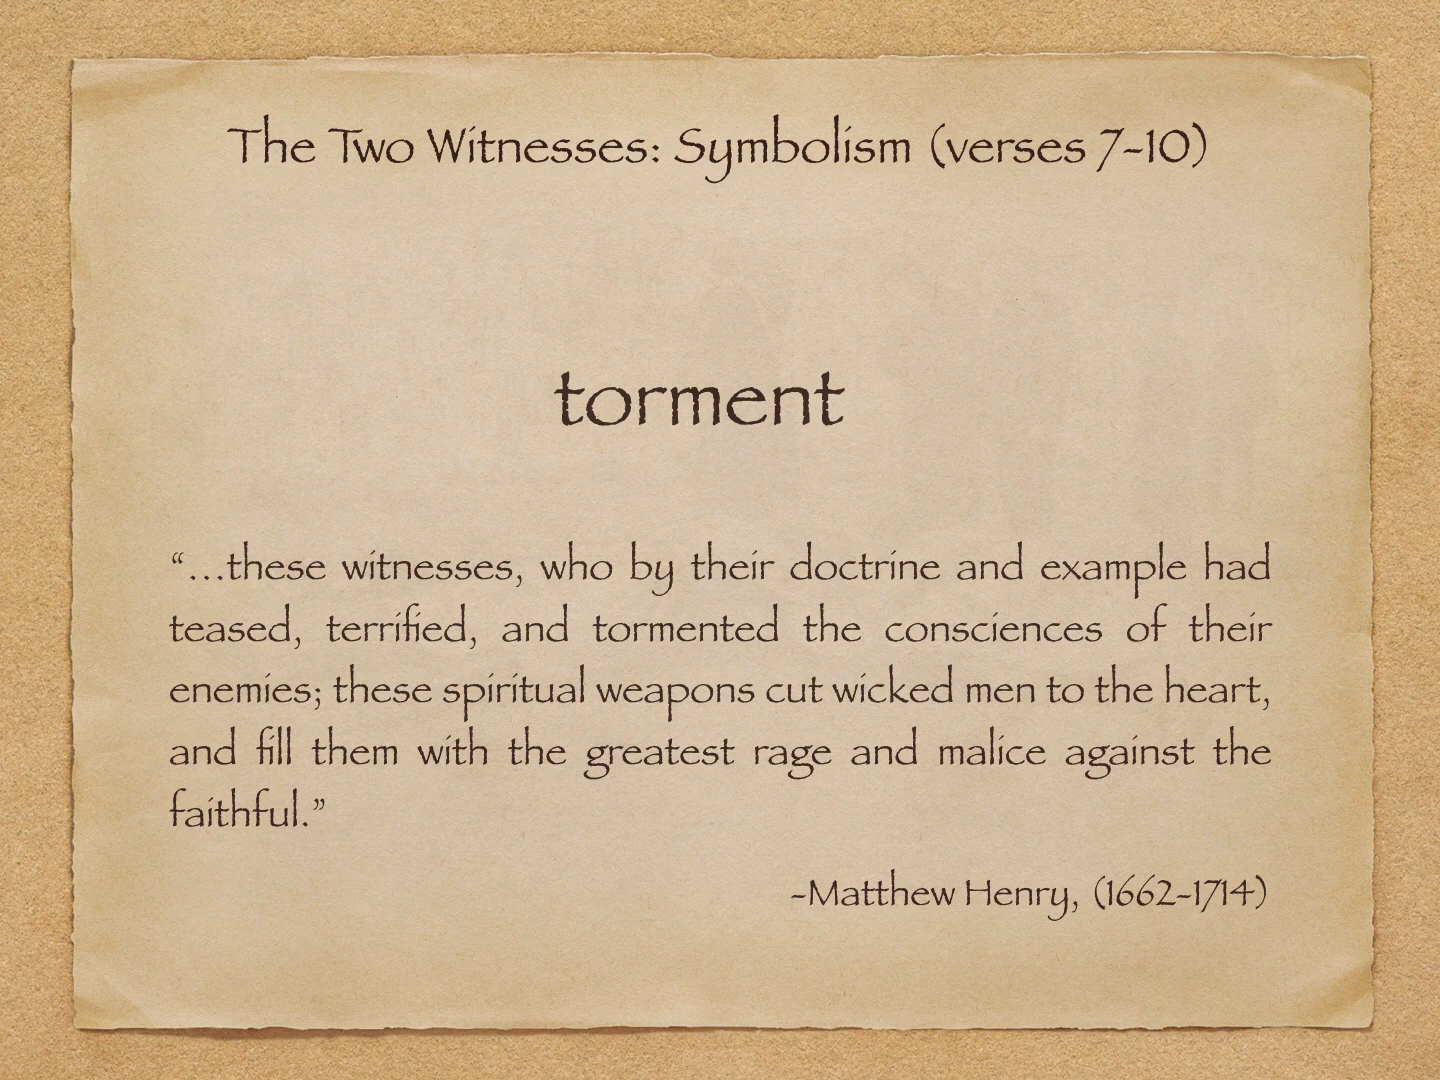 The Two Witnesses: Symbolism (verses 7-10)
torment
“…these witnesses, who by their doctrine and example had
teased, terrified, and tormented the consciences of their
enemies; these spiritual weapons cut wicked men to the heart,
and fill them with the greatest rage and malice against the
faithful.”
-Matthew Henry, (1662-1714)